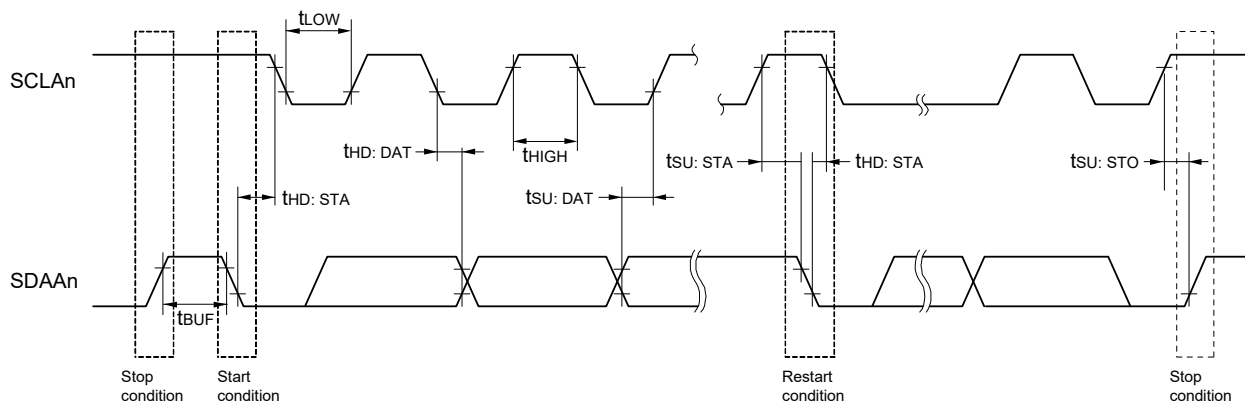 tLOW
SCLAn
tHD: DAT
tHIGH
tSU: STA
tHD: STA
tSU: STO
tHD: STA
tSU: DAT
SDAAn
tBUF
Stop
condition
Start
condition
Restart
condition
Stop
condition